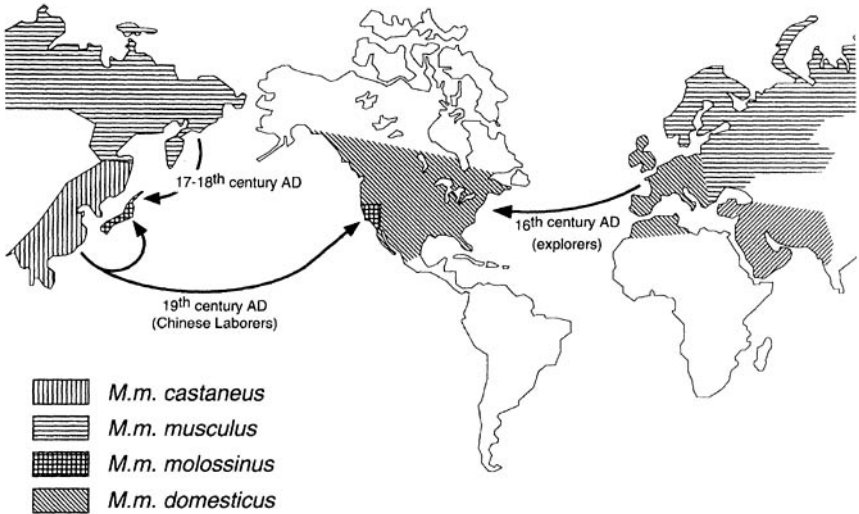 17-18th century AD
16th century AD
(explorers)
19th century AD
(Chinese Laborers)
M.m. castaneus
M.m. musculus
M.m. molossinus
M.m. domesticus